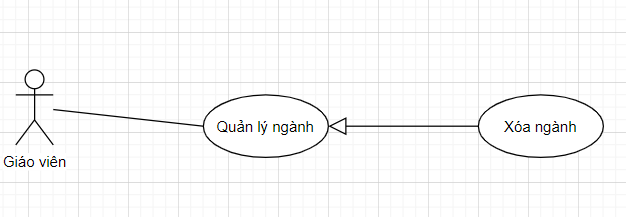 Quản lý ngành
Xóa ngành
Giáo viên